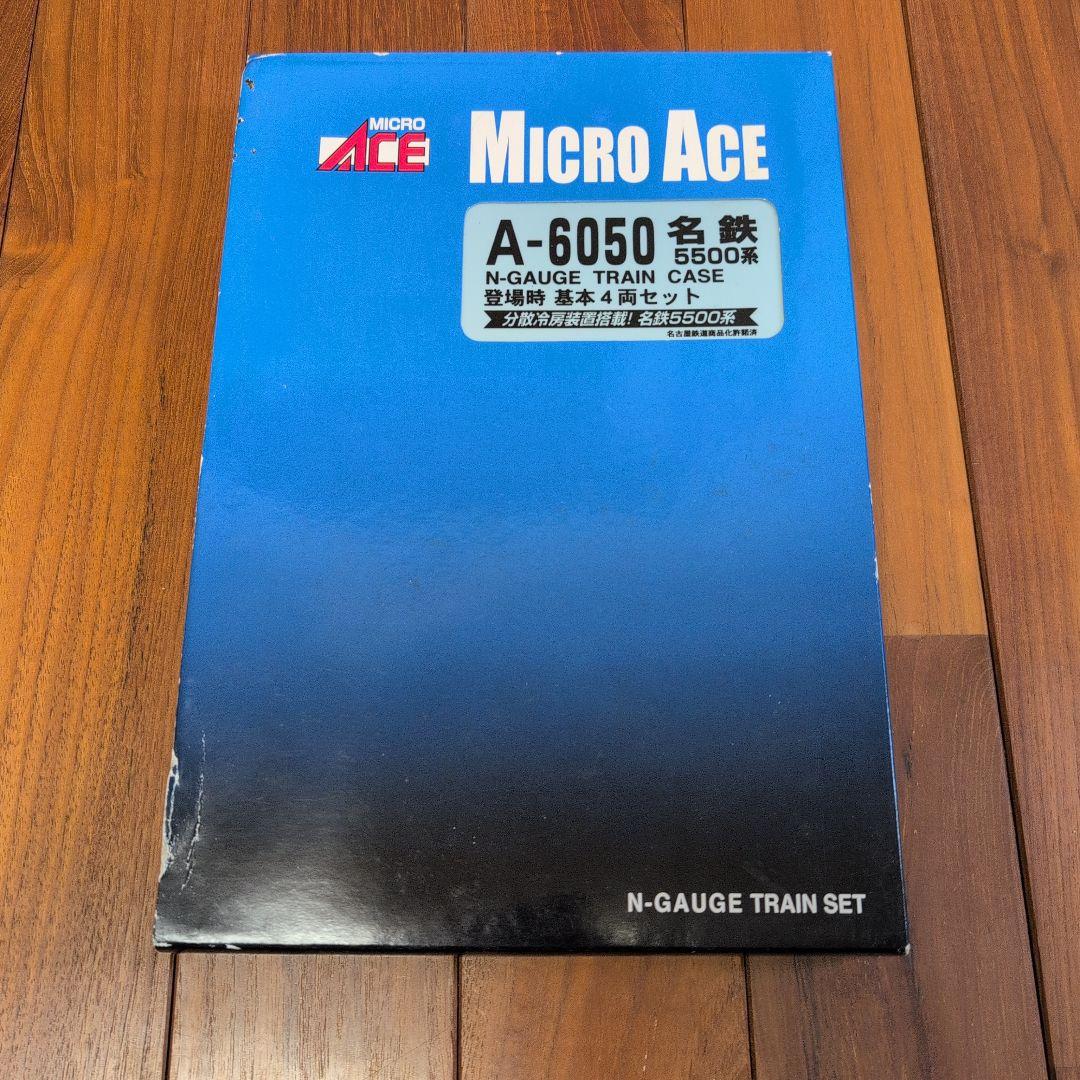 MICRO
ACE
MICRO ACE
A-6050 名鉄
5500系
N-GAUGE TRAIN CASE
登場時 基本4両セット
分散冷房装置搭載! 名鉄5500系
名古屋鉄道商品化許諾済
N-GAUGE TRAIN SET